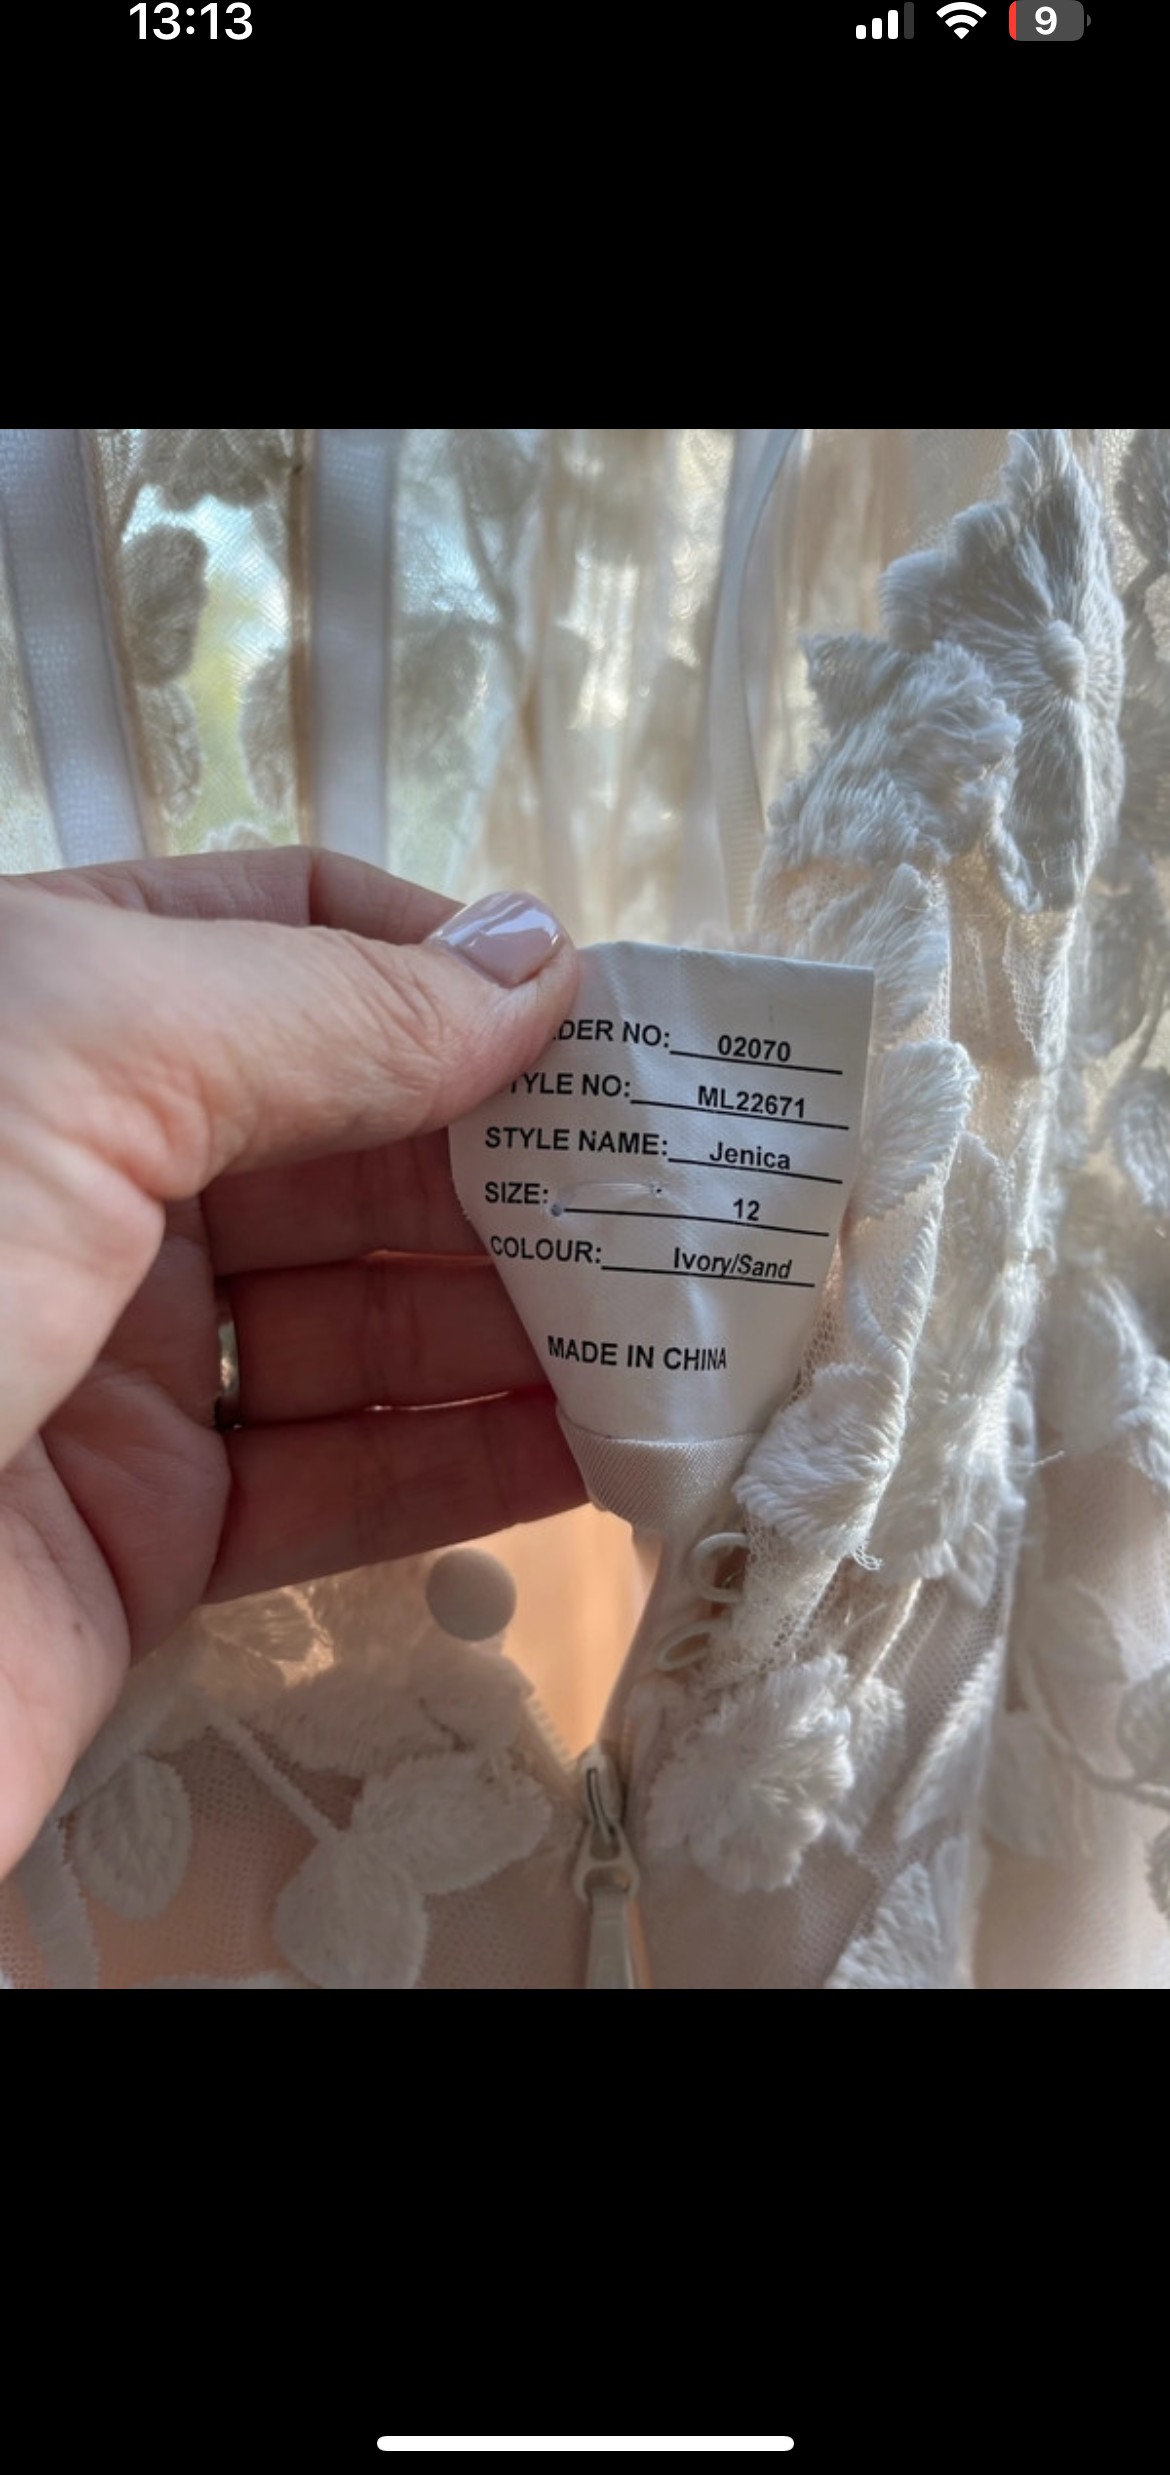 13:13
9
DER NO: 02070
TYLE NO: ML22671
STYLE NAME: Jenica
SIZE: 12
COLOUR: Ivory/Sand
MADE IN CHINA